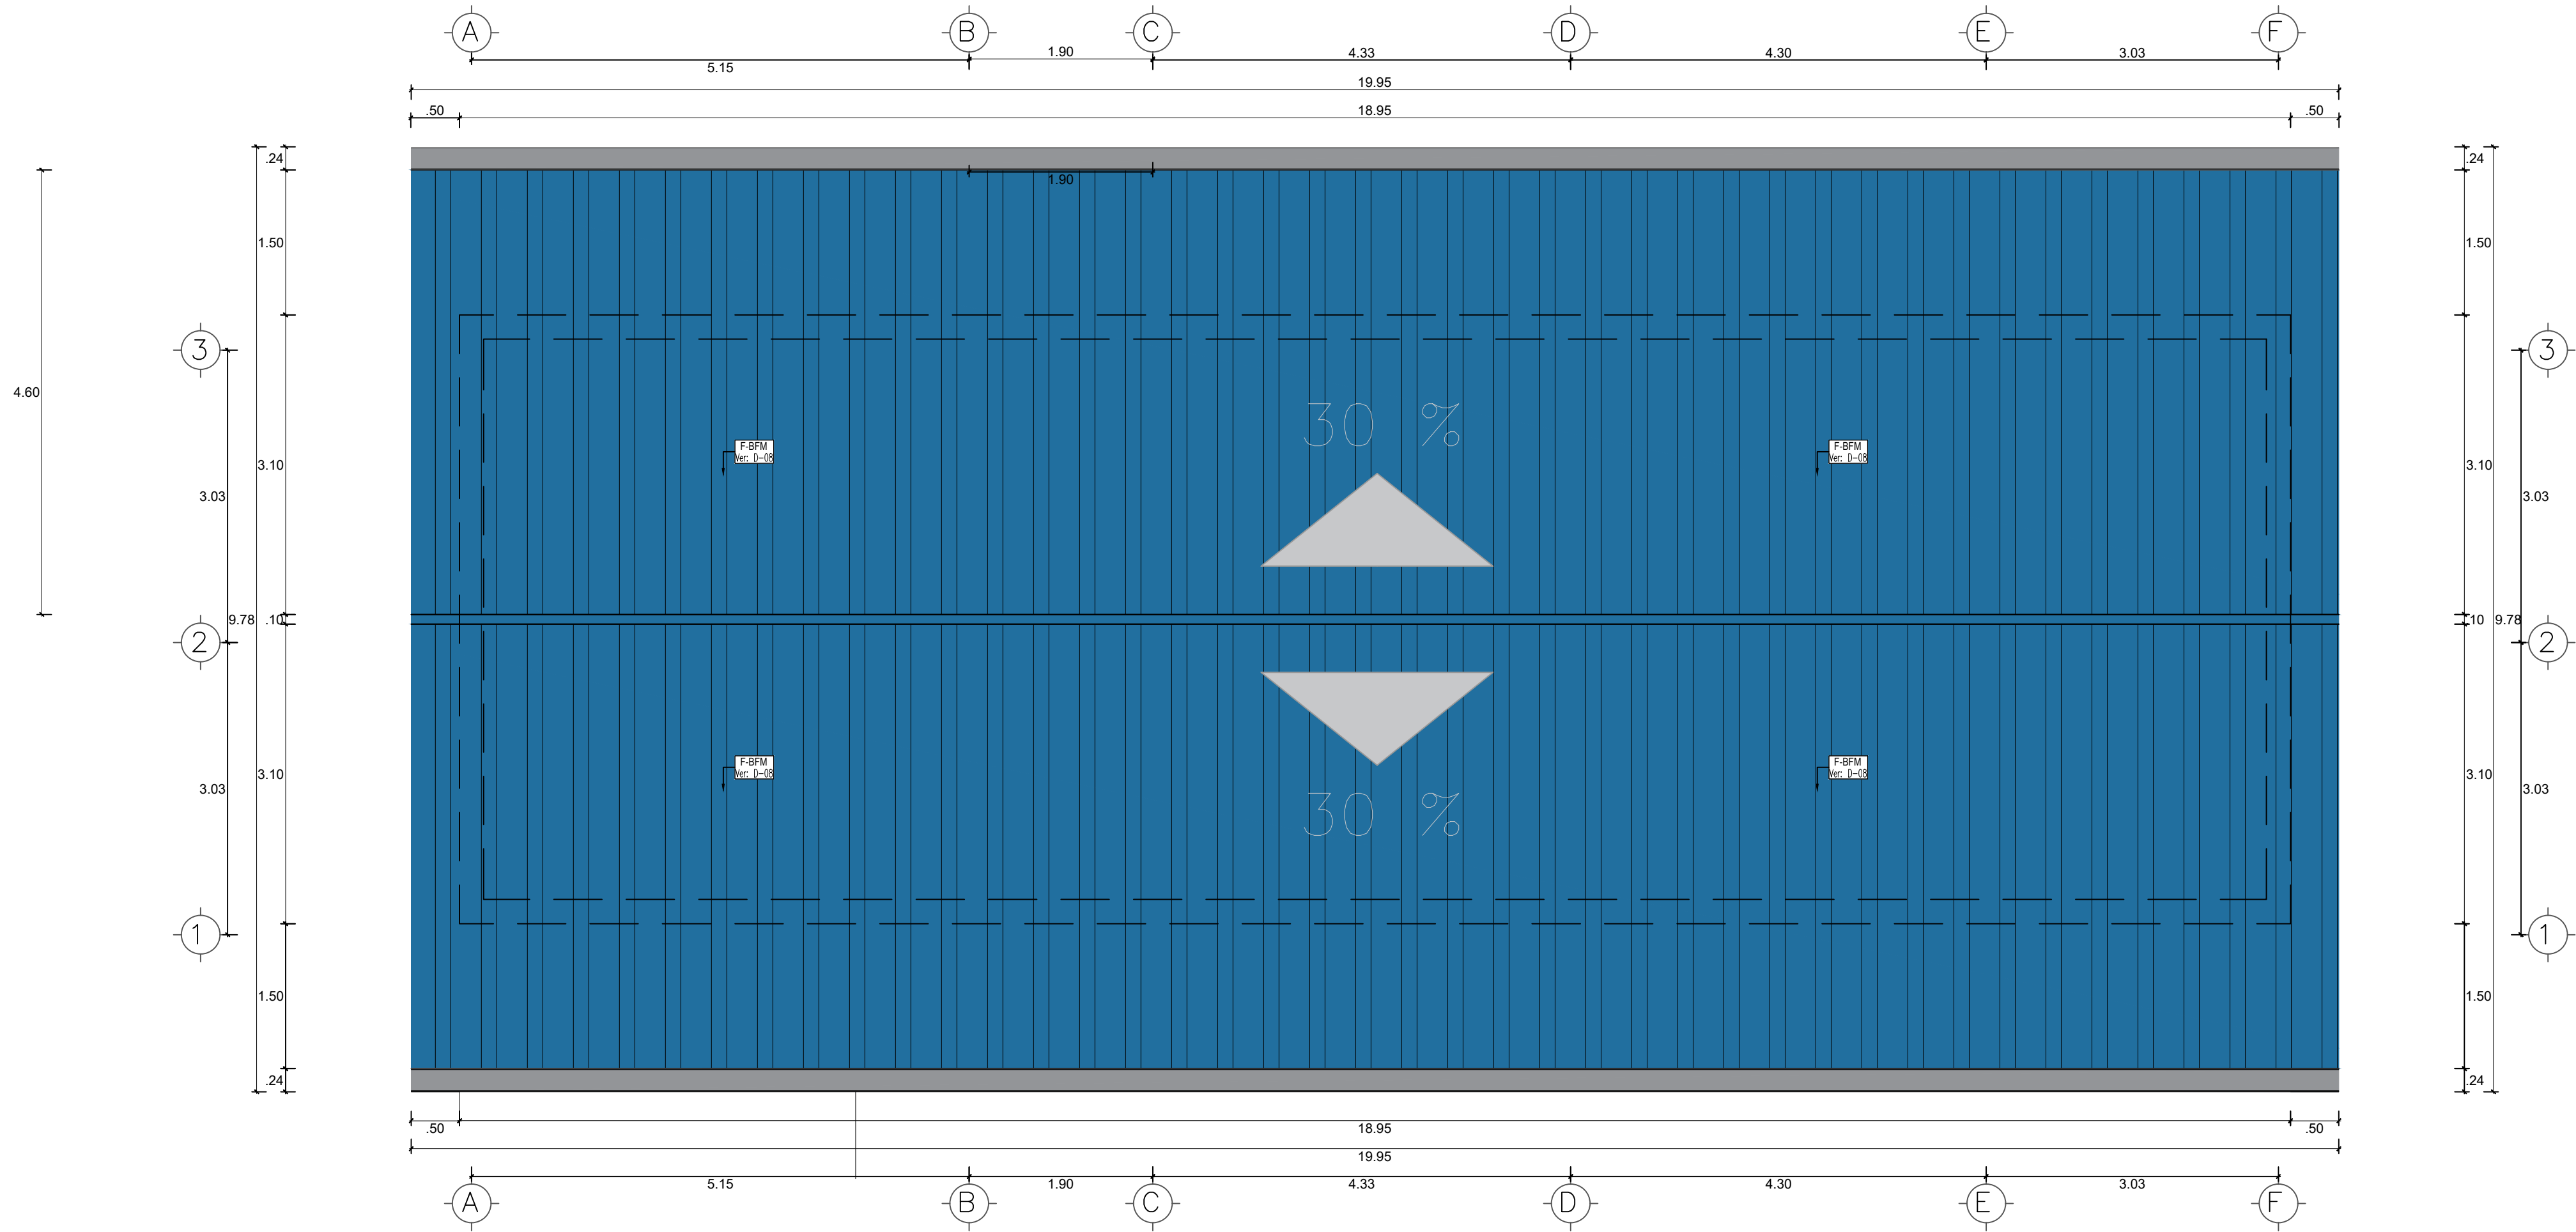 A B C D E F
5.15 1.90 4.33 4.30 3.03
19.95
.50 18.95 .50
.24 .24
1.90
1.50 1.50
3 3
4.60
30 %
F-BFM F-BFM
Ver: D-08 Ver: D-08
3.10 3.10
3.03 3.03
9.78 .10 .10 9.78
2 2
F-BFM F-BFM
Ver: D-08 Ver: D-08
3.10 3.10
3.03 3.03
30 %
1 1
1.50 1.50
.24 .24
.50 18.95 .50
19.95
5.15 1.90 4.33 4.30 3.03
A B C D E F